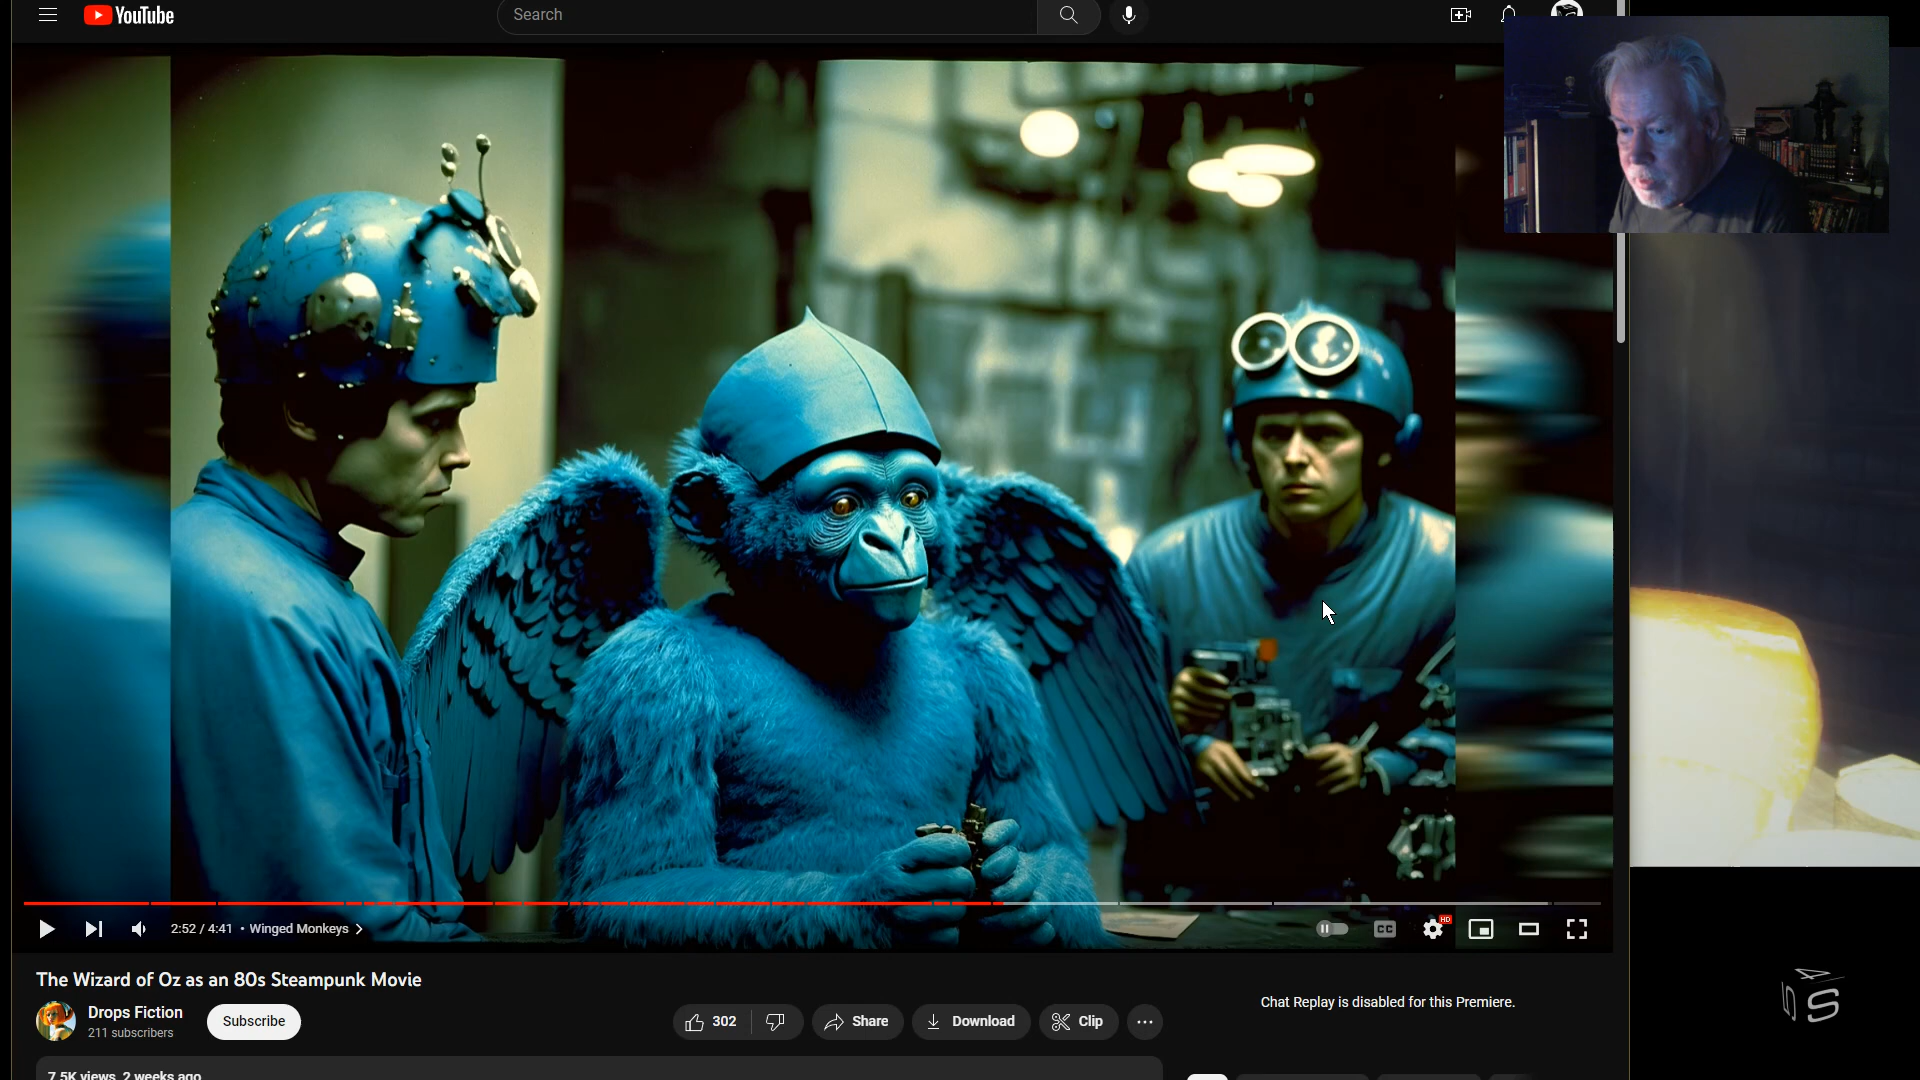 YouTube
Search
2:52 / 4:41 • Winged Monkeys
CC
HD
The Wizard of Oz as an 80s Steampunk Movie
Drops Fiction
211 subscribers
Subscribe
302
Share
Download
Clip
Chat Replay is disabled for this Premiere.
7.5K views 2 weeks ago